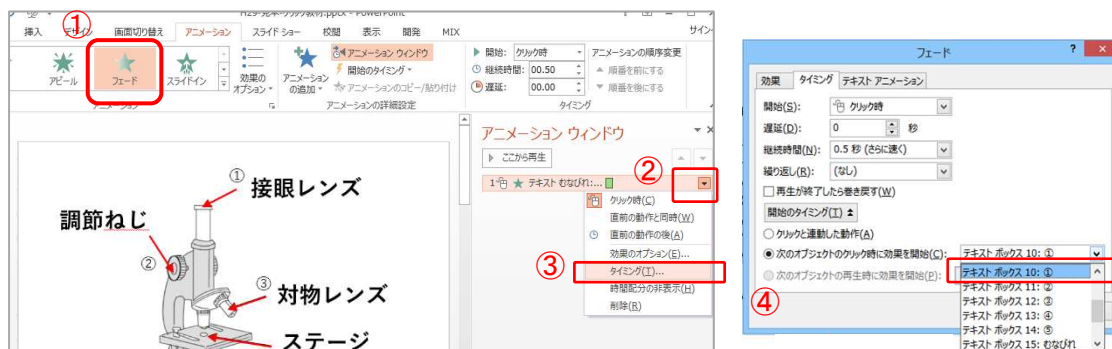 ①
H29-見本-クリック教材.pptx - PowerPoint
?
挿入 デザイン 画面切り替え アニメーション スライド ショー 校閲 表示 開発 MIX サイン
アピール フェード スライドイン 効果の オプション アニメーション の追加
アニメーション ウィンドウ
開始のタイミング
アニメーションのコピー/貼り付け
アニメーション アニメーションの詳細設定
開始: クリック時
継続時間: 00.50
遅延: 00.00
タイミング
アニメーションの順序変更
順番を前にする
順番を後にする
① 接眼レンズ
調節ねじ
②
③ 対物レンズ
ステージ
アニメーション ウィンドウ
ここから再生
②
1 テキスト むなびれ:...
クリック時(C)
直前の動作と同時(W)
直前の動作の後(A)
効果のオプション(E)...
③
タイミング(T)...
時間配分の非表示(H)
削除(R)
フェード ? x
効果 タイミング テキスト アニメーション
開始(S): クリック時
遅延(D): 0 秒
継続時間(N): 0.5 秒 (さらに速く)
繰り返し(R): (なし)
再生が終了したら巻き戻す(W)
開始のタイミング(T)
クリックと連動した動作(A)
次のオブジェクトのクリック時に効果を開始(C): テキスト ボックス 10: ①
次のオブジェクトの再生時に効果を開始(P):
④
テキスト ボックス 10: ①
テキスト ボックス 11: ②
テキスト ボックス 12: ③
テキスト ボックス 13: ④
テキスト ボックス 14: ⑤
テキスト ボックス 15: むなびれ